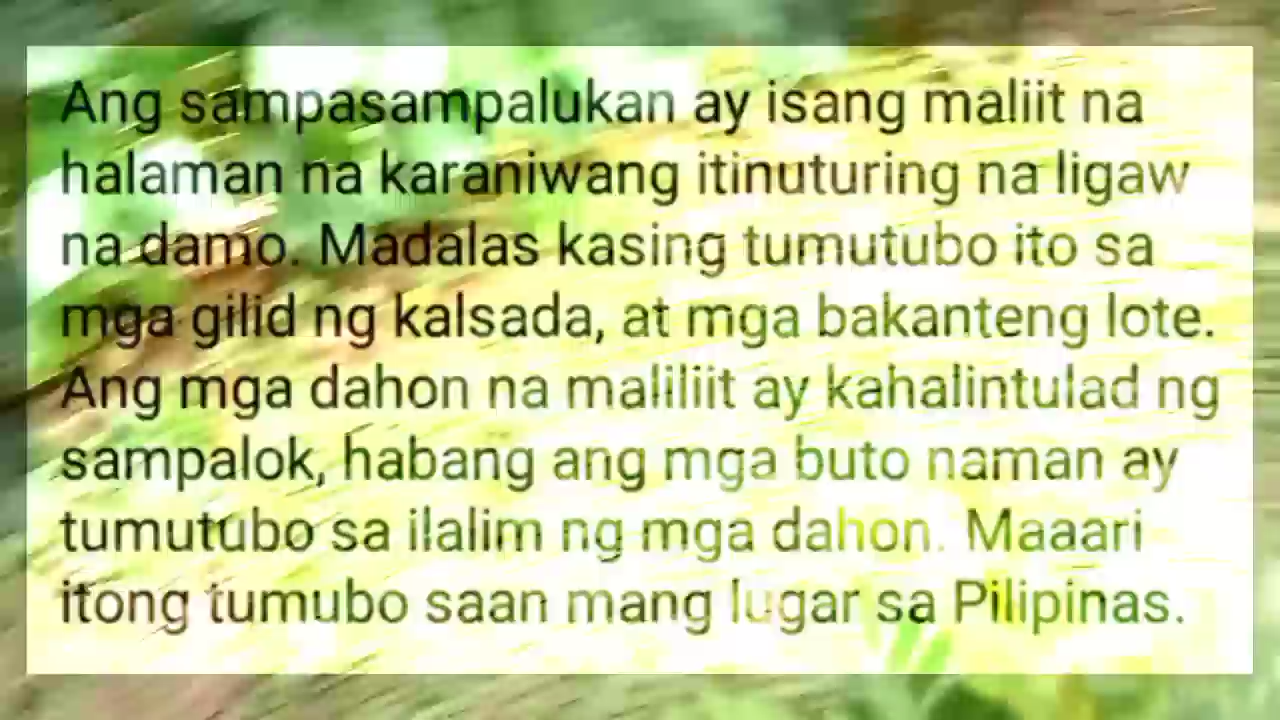 Ang sampasampalukan ay isang maliit na
halaman na karaniwang itinuturing na ligaw
na damo. Madalas kasing tumutubo ito sa
mga gilid ng kalsada, at mga bakanteng lote.
Ang mga dahon na maliliit ay kahalintulad ng
sampalok, habang ang mga buto naman ay
tumutubo sa ilalim ng mga dahon. Maaari
itong tumubo saan mang lugar sa Pilipinas.